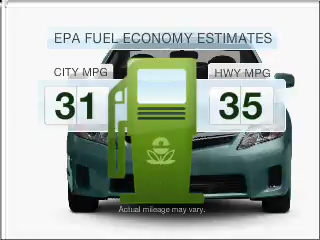 EPA FUEL ECONOMY ESTIMATES
CITY MPG HWY MPG
31 35
Actual mileage may vary.